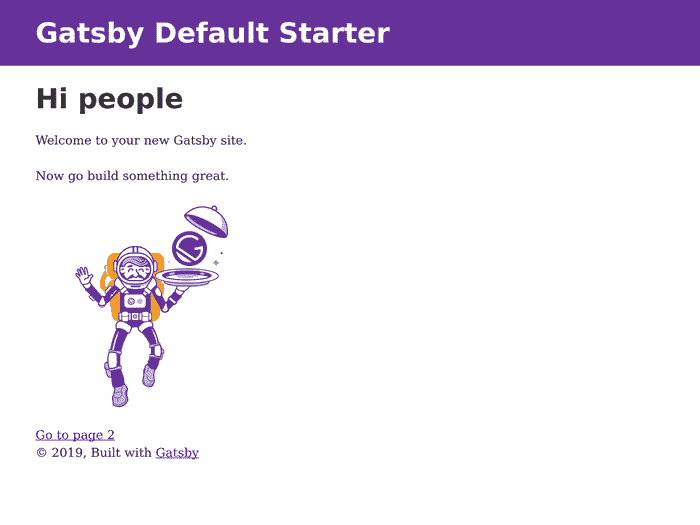 Gatsby Default Starter
Hi people
Welcome to your new Gatsby site.
Now go build something great.
Go to page 2
© 2019, Built with Gatsby